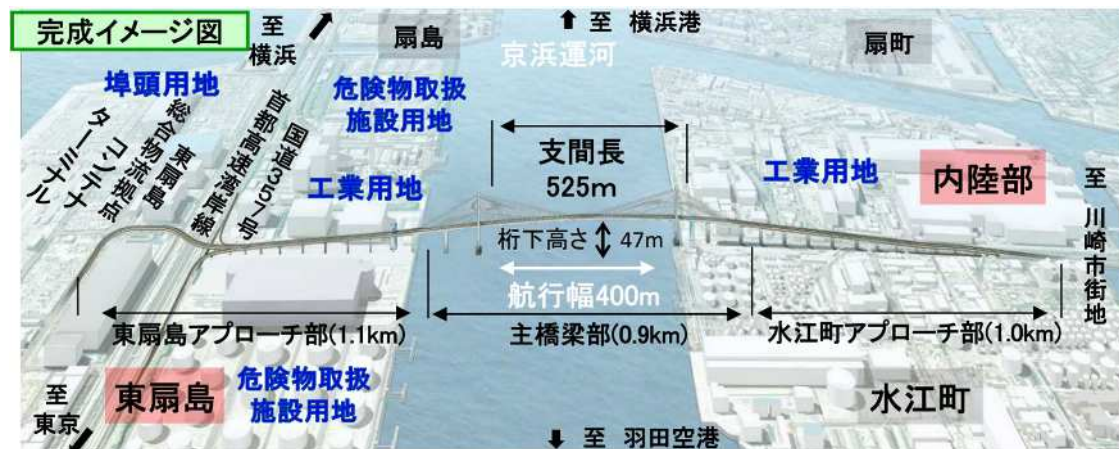 完成イメージ図
至
横浜
扇島
至 横浜港
京浜運河
扇町
埠頭用地
危険物取扱
施設用地
国道357号
首都高速湾岸線
東扇島
総合物流拠点
コンテナ
ターミナル
支間長
525m
工業用地
工業用地
内陸部
至 川崎市街地
桁下高さ 47m
航行幅400m
東扇島アプローチ部(1.1km)
主橋梁部(0.9km)
水江町アプローチ部(1.0km)
至
東京
東扇島
危険物取扱
施設用地
水江町
至 羽田空港